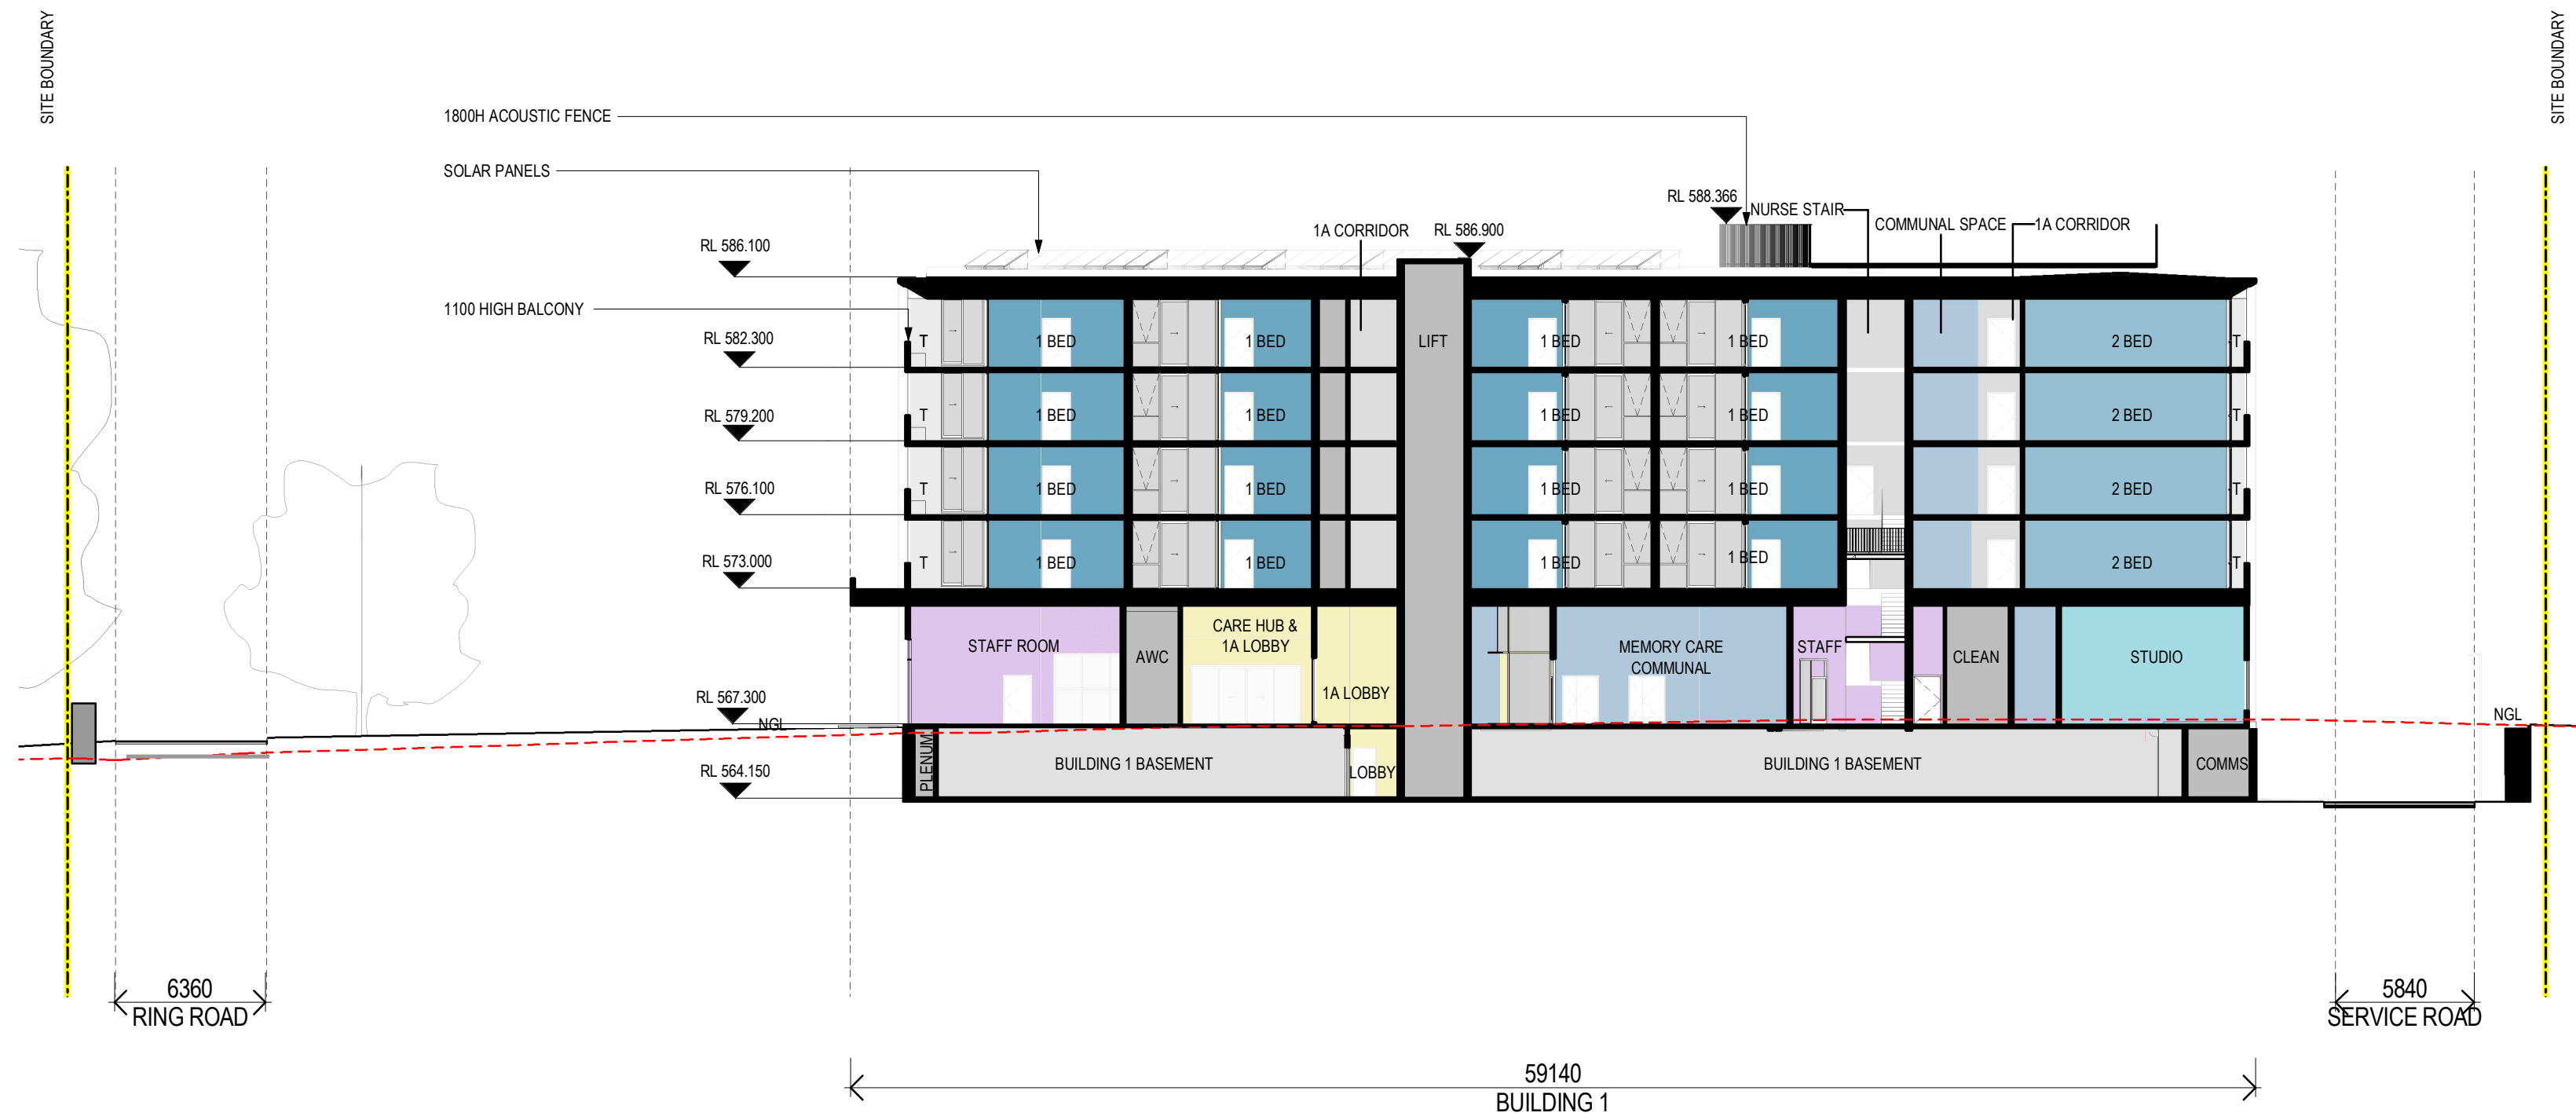 SITE BOUNDARY
SITE BOUNDARY
1800H ACOUSTIC FENCE
SOLAR PANELS
RL 588.366
NURSE STAIR
COMMUNAL SPACE
1A CORRIDOR
1A CORRIDOR
RL 586.900
RL 586.100
1100 HIGH BALCONY
RL 582.300
T
1 BED
1 BED
LIFT
1 BED
1 BED
2 BED
T
RL 579.200
T
1 BED
1 BED
1 BED
1 BED
2 BED
T
RL 576.100
T
1 BED
1 BED
1 BED
1 BED
2 BED
T
RL 573.000
T
1 BED
1 BED
1 BED
1 BED
2 BED
T
STAFF ROOM
AWC
CARE HUB &
1A LOBBY
1A LOBBY
MEMORY CARE
COMMUNAL
STAFF
CLEAN
STUDIO
RL 567.300
NGL
NGL
RL 564.150
PLENUM
BUILDING 1 BASEMENT
LOBBY
BUILDING 1 BASEMENT
COMMS
6360
RING ROAD
5840
SERVICE ROAD
59140
BUILDING 1